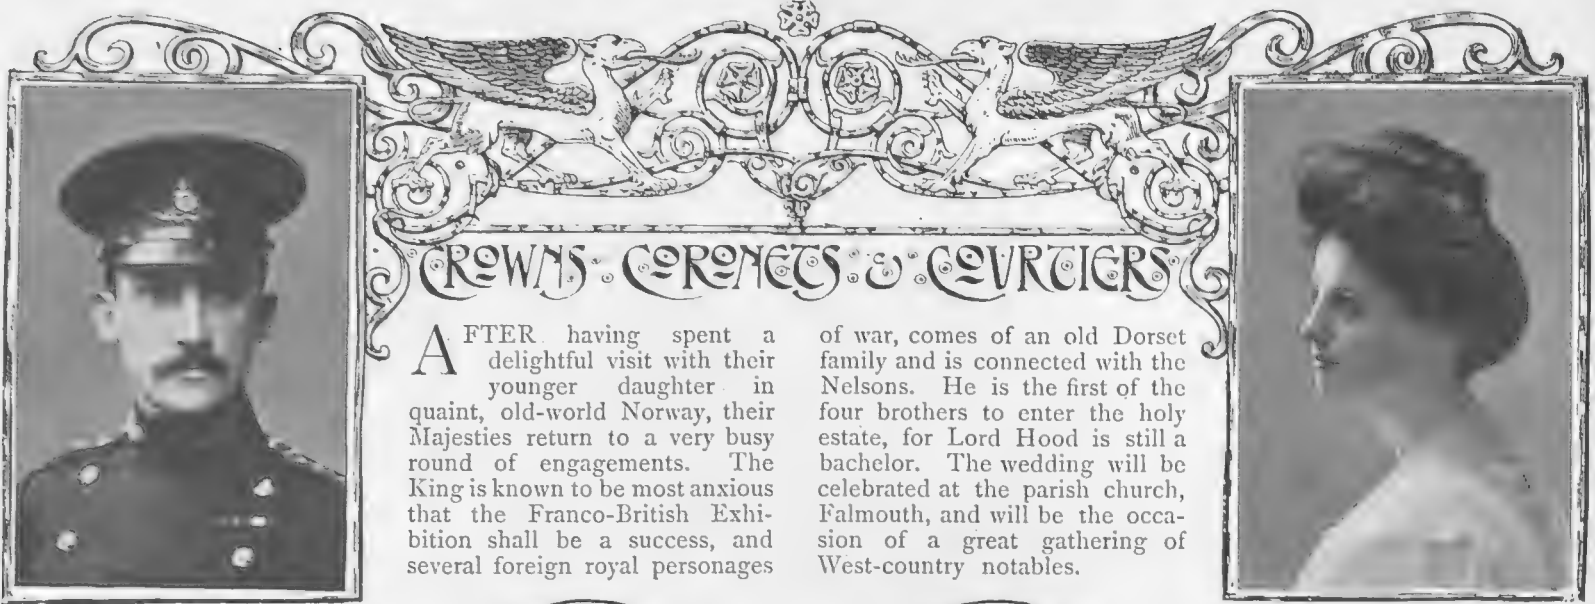 CROWNS · CORONETS · & · COVRTIERS
AFTER having spent a
delightful visit with their
younger daughter in
quaint, old-world Norway, their
Majesties return to a very busy
round of engagements. The
King is known to be most anxious
that the Franco-British Exhi-
bition shall be a success, and
several foreign royal personages
of war, comes of an old Dorset
family and is connected with the
Nelsons. He is the first of the
four brothers to enter the holy
estate, for Lord Hood is still a
bachelor. The wedding will be
celebrated at the parish church,
Falmouth, and will be the occa-
sion of a great gathering of
West-country notables.